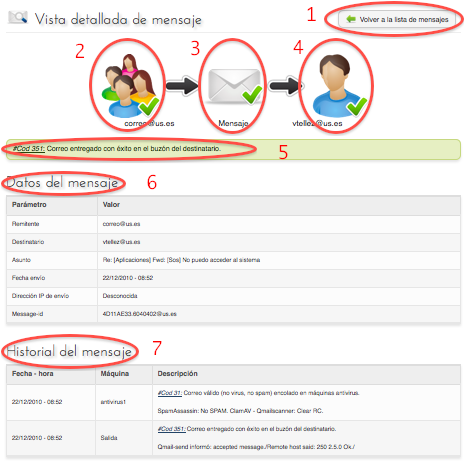 Vista detallada de mensaje
1
Volver a la lista de mensajes
2
3
4
correo@us.es
Mensaje
vtellez@us.es
#Cod 351: Correo entregado con éxito en el buzón del destinatario.
5
Datos del mensaje
6
Parámetro Valor
Remitente correo@us.es
Destinatario vtellez@us.es
Asunto Re: [Aplicaciones] Fwd: [Sos] No puedo acceder al sistema
Fecha envío 22/12/2010 - 08:52
Dirección IP de envío Desconocida
Message-id 4D11AE33.6040402@us.es
Historial del mensaje
7
Fecha - hora Máquina Descripción
22/12/2010 - 08:52 antivirus1 #Cod 31: Correo válido (no virus, no spam) encolado en máquinas antivirus.
SpamAssassin: No SPAM. ClamAV - Qmailscanner: Clear RC.
22/12/2010 - 08:52 Salida #Cod 351: Correo entregado con éxito en el buzón del destinatario.
Qmail-send informó: accepted message./Remote host said: 250 2.5.0 Ok./